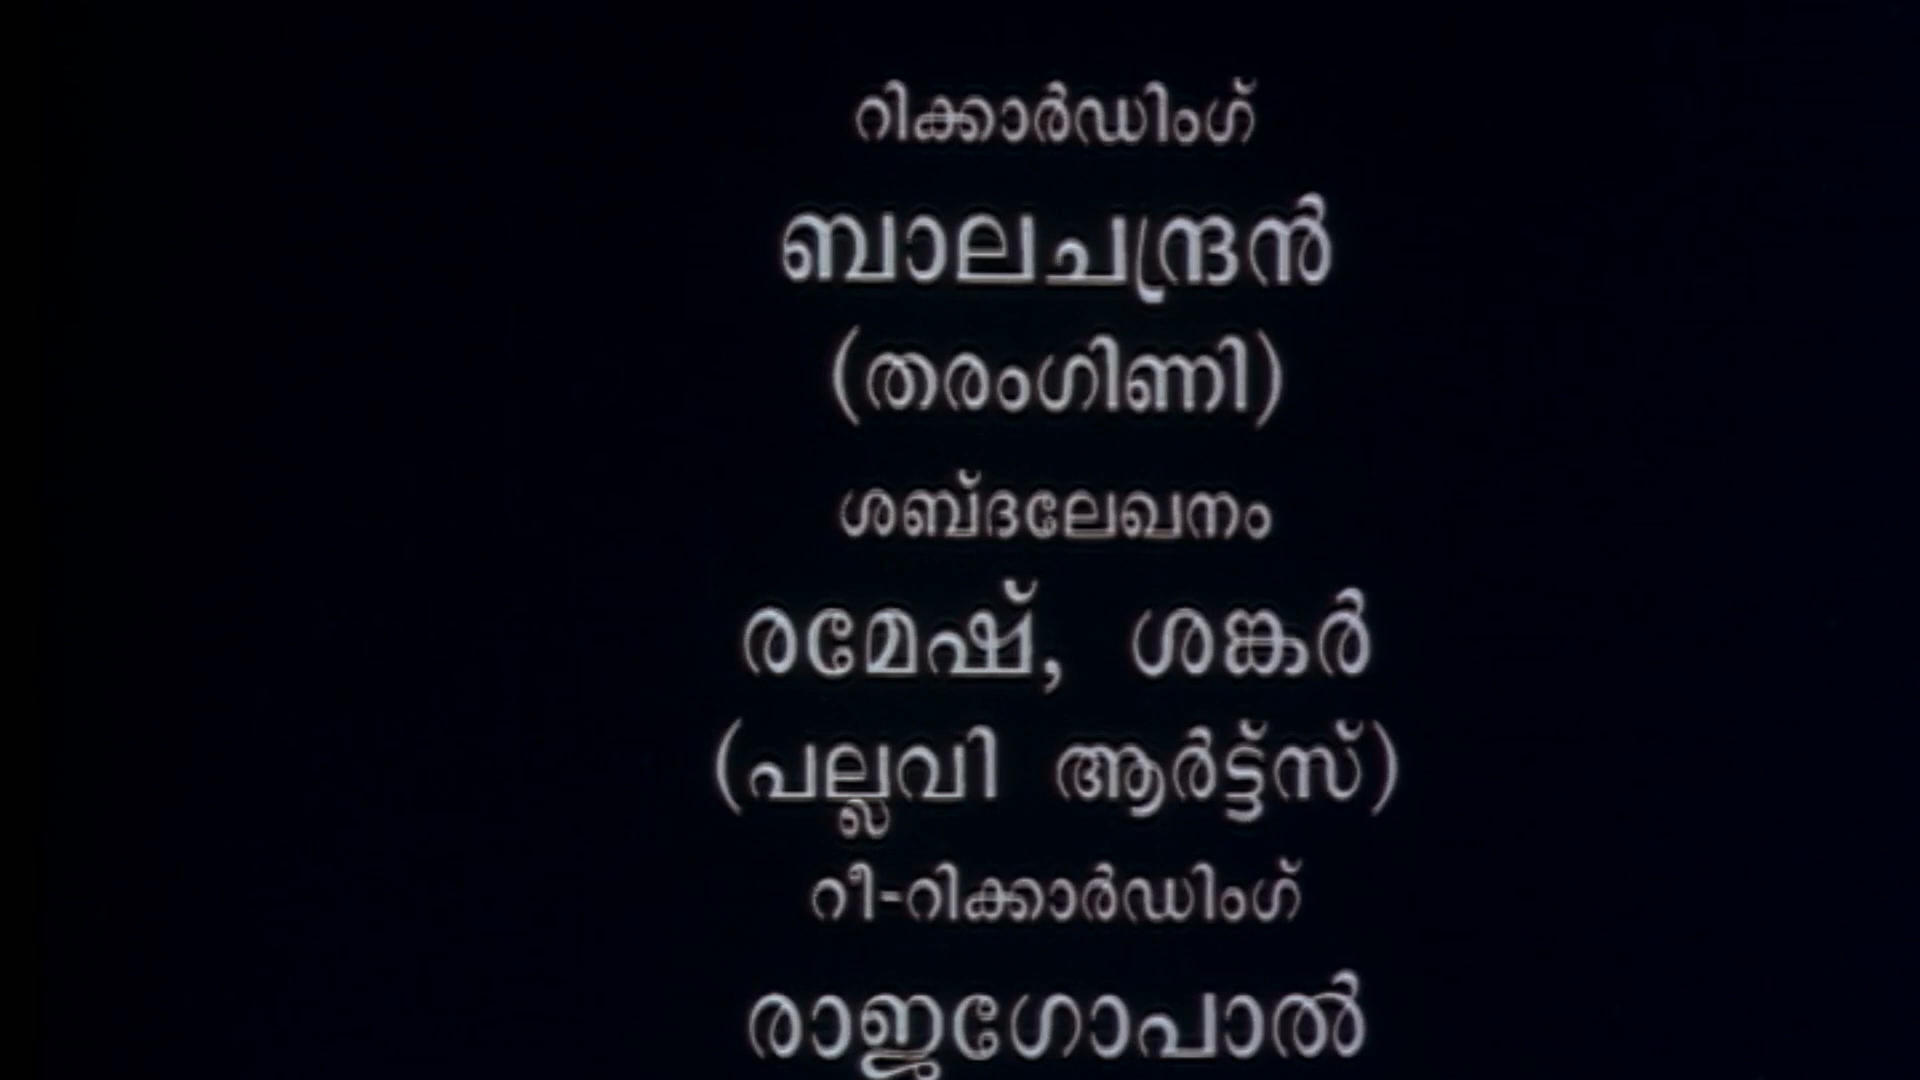 റിക്കാർഡിംഗ്
ബാലചന്ദ്രൻ
(തരംഗിണി)
ശബ്ദലേഖനം
രമേഷ്, ശങ്കർ
(പല്ലവി ആർട്ട്സ്)
റീ-റിക്കാർഡിംഗ്
രാജഗോപാൽ